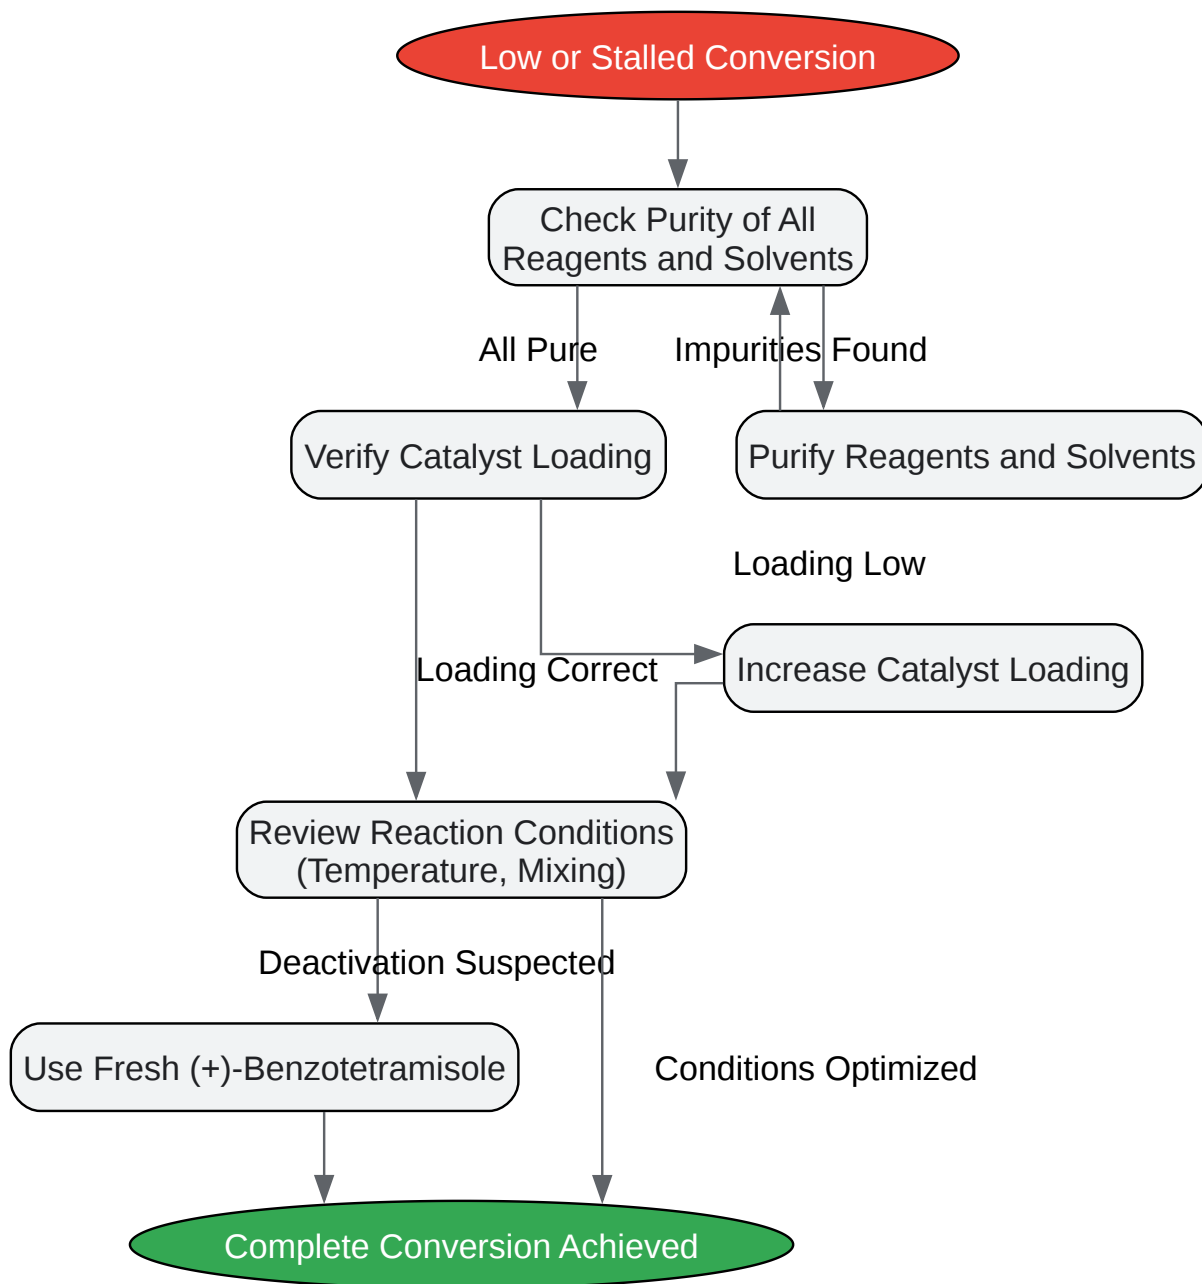 Low or Stalled Conversion
Check Purity of All
Reagents and Solvents
All Pure
Impurities Found
Verify Catalyst Loading
Purify Reagents and Solvents
Loading Low
Loading Correct
Increase Catalyst Loading
Review Reaction Conditions
(Temperature, Mixing)
Deactivation Suspected
Use Fresh (+)-Benzotetramisole
Conditions Optimized
Complete Conversion Achieved